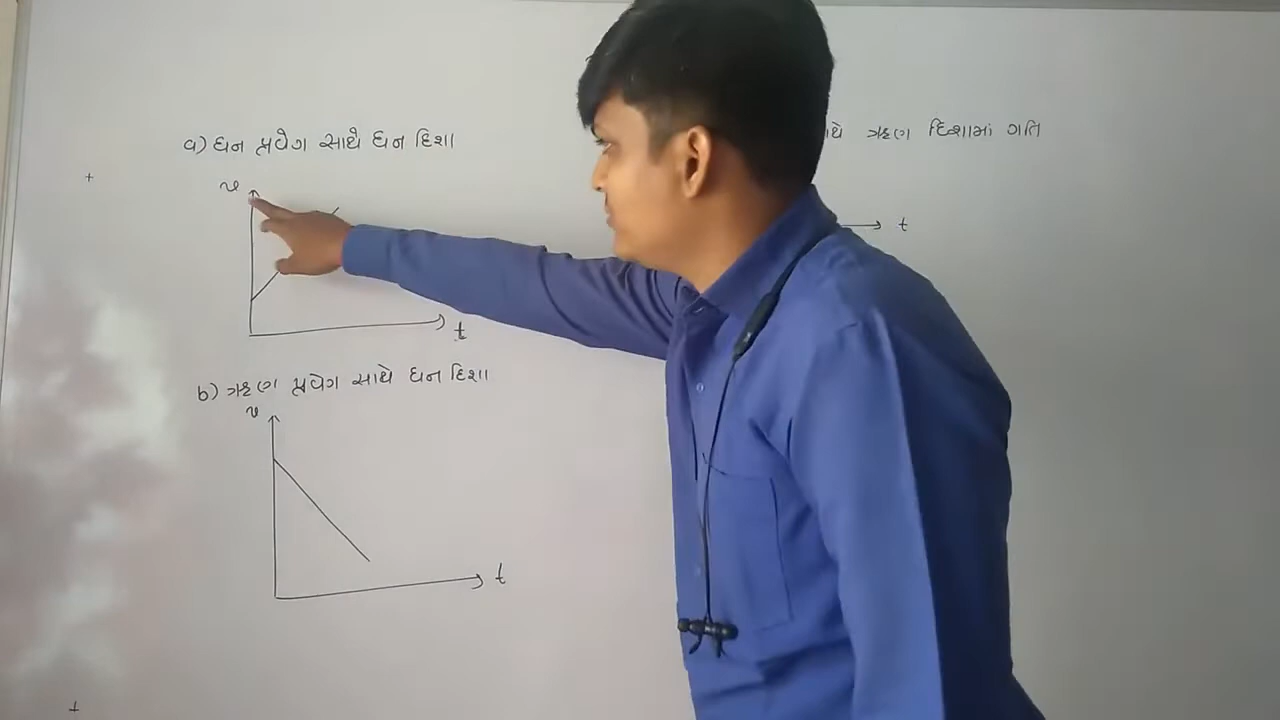 a) ધન પ્રવેગ સાથે ધન દિશા
v
t
b) ઋણ પ્રવેગ સાથે ધન દિશા
v
t
ઋણ દિશામાં ગતિ
t